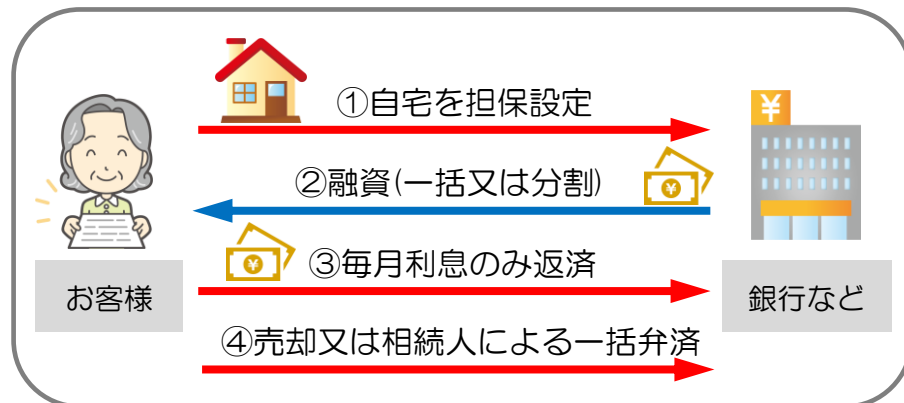 ①自宅を担保設定
¥
②融資(一括又は分割)
¥
¥
③毎月利息のみ返済
お客様
銀行など
④売却又は相続人による一括弁済